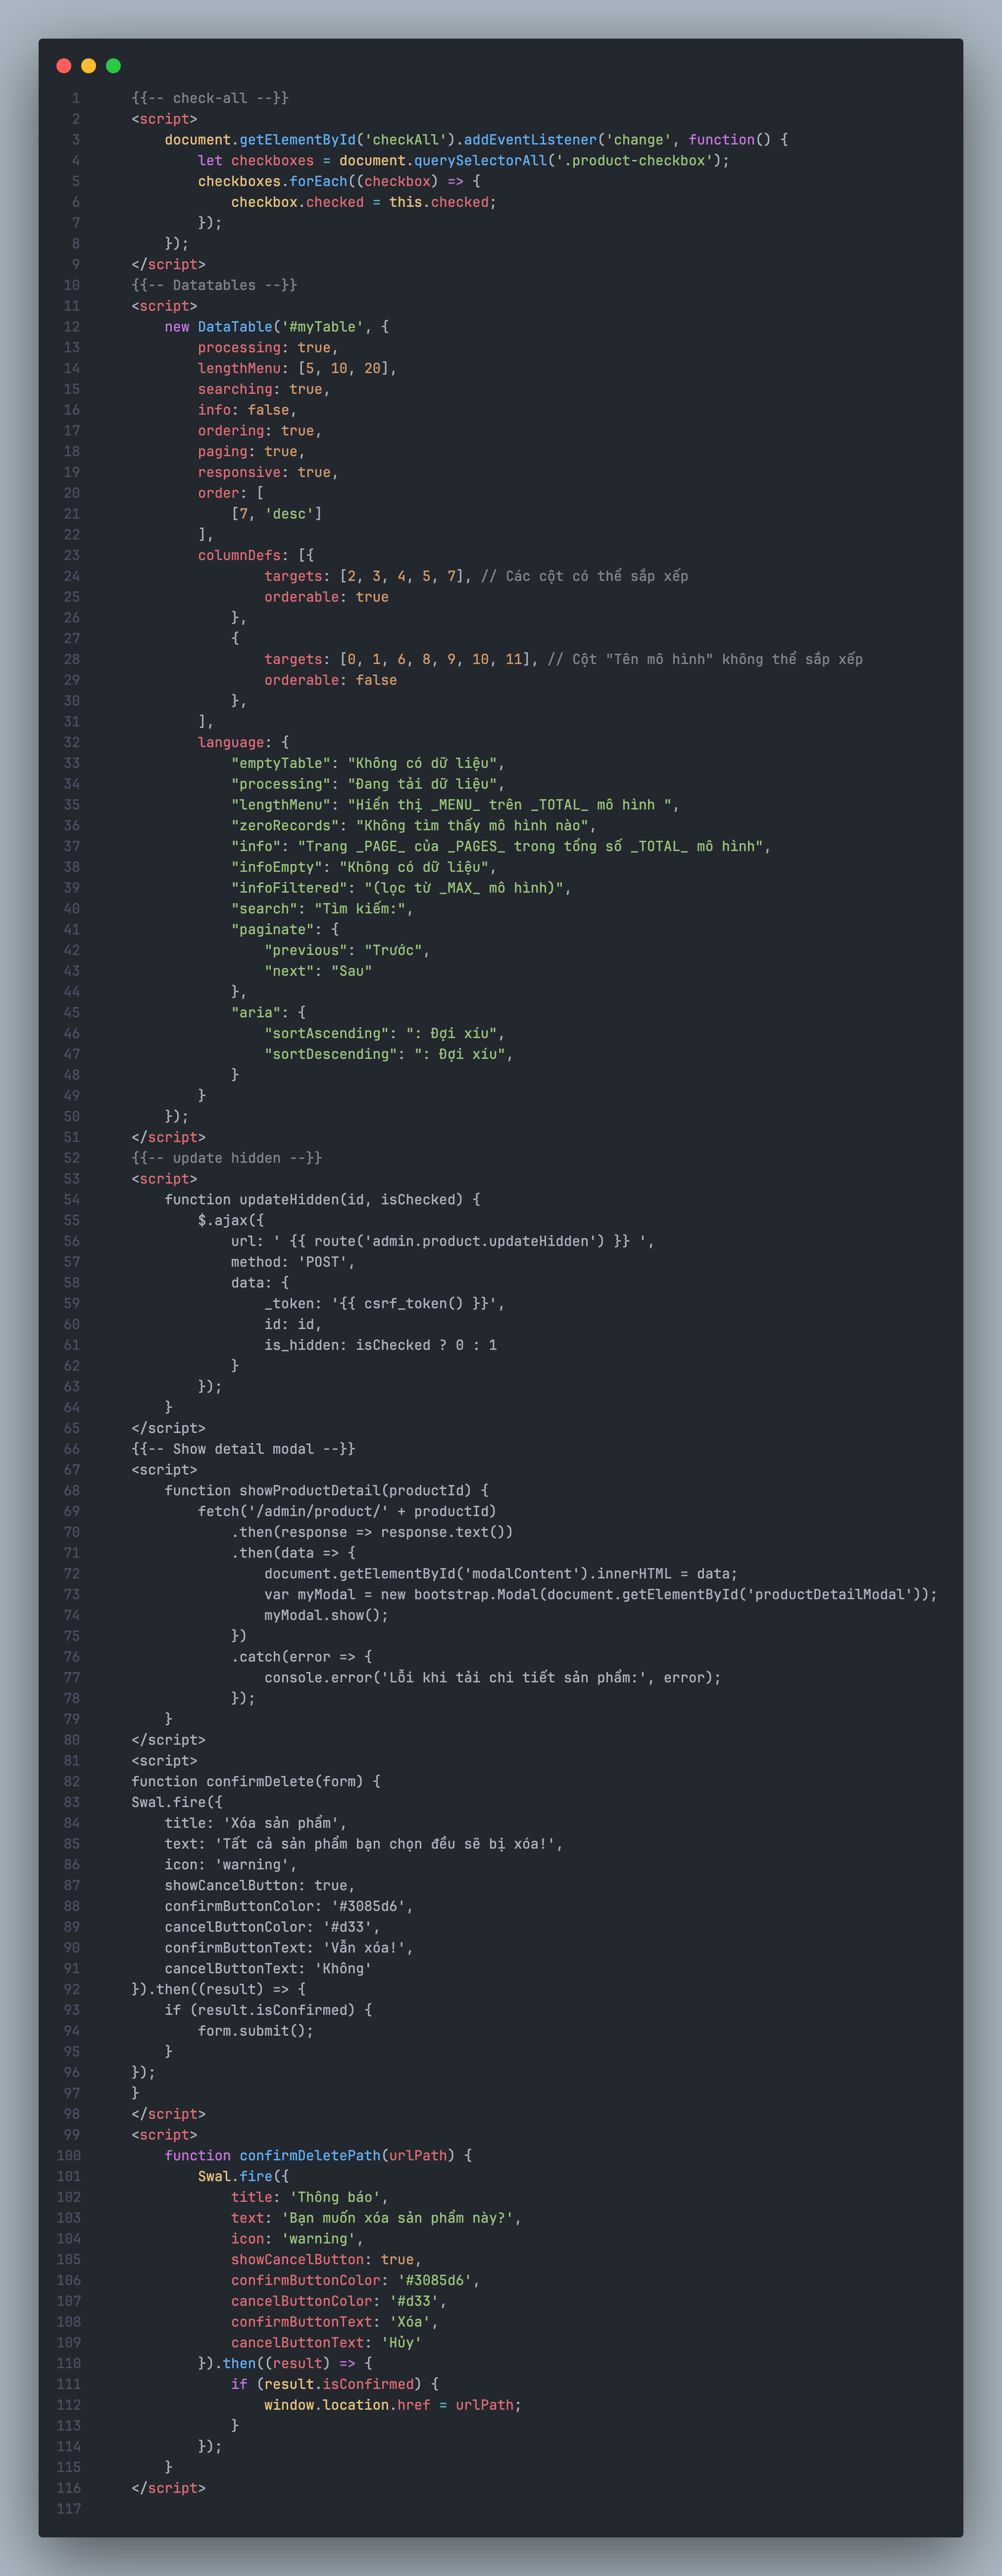 1 {{-- check-all --}}
2 <script>
3     document.getElementById('checkAll').addEventListener('change', function() {
4         let checkboxes = document.querySelectorAll('.product-checkbox');
5         checkboxes.forEach((checkbox) => {
6             checkbox.checked = this.checked;
7         });
8     });
9 </script>
10 {{-- Datatables --}}
11 <script>
12     new DataTable('#myTable', {
13         processing: true,
14         lengthMenu: [5, 10, 20],
15         searching: true,
16         info: false,
17         ordering: true,
18         paging: true,
19         responsive: true,
20         order: [
21             [7, 'desc']
22         ],
23         columnDefs: [{
24                 targets: [2, 3, 4, 5, 7], // Các cột có thể sắp xếp
25                 orderable: true
26             },
27             {
28                 targets: [0, 1, 6, 8, 9, 10, 11], // Cột "Tên mô hình" không thể sắp xếp
29                 orderable: false
30             },
31         ],
32         language: {
33             "emptyTable": "Không có dữ liệu",
34             "processing": "Đang tải dữ liệu",
35             "lengthMenu": "Hiển thị _MENU_ trên _TOTAL_ mô hình ",
36             "zeroRecords": "Không tìm thấy mô hình nào",
37             "info": "Trang _PAGE_ của _PAGES_ trong tổng số _TOTAL_ mô hình",
38             "infoEmpty": "Không có dữ liệu",
39             "infoFiltered": "(lọc từ _MAX_ mô hình)",
40             "search": "Tìm kiếm:",
41             "paginate": {
42                 "previous": "Trước",
43                 "next": "Sau"
44             },
45             "aria": {
46                 "sortAscending": ": Đợi xíu",
47                 "sortDescending": ": Đợi xíu",
48             }
49         }
50     });
51 </script>
52 {{-- update hidden --}}
53 <script>
54     function updateHidden(id, isChecked) {
55         $.ajax({
56             url: ' {{ route('admin.product.updateHidden') }} ',
57             method: 'POST',
58             data: {
59                 _token: '{{ csrf_token() }}',
60                 id: id,
61                 is_hidden: isChecked ? 0 : 1
62             }
63         });
64     }
65 </script>
66 {{-- Show detail modal --}}
67 <script>
68     function showProductDetail(productId) {
69         fetch('/admin/product/' + productId)
70             .then(response => response.text())
71             .then(data => {
72                 document.getElementById('modalContent').innerHTML = data;
73                 var myModal = new bootstrap.Modal(document.getElementById('productDetailModal'));
74                 myModal.show();
75             })
76             .catch(error => {
77                 console.error('Lỗi khi tải chi tiết sản phẩm:', error);
78             });
79     }
80 </script>
81 <script>
82 function confirmDelete(form) {
83 Swal.fire({
84     title: 'Xóa sản phẩm',
85     text: 'Tất cả sản phẩm bạn chọn đều sẽ bị xóa!',
86     icon: 'warning',
87     showCancelButton: true,
88     confirmButtonColor: '#3085d6',
89     cancelButtonColor: '#d33',
90     confirmButtonText: 'Vẫn xóa!',
91     cancelButtonText: 'Không'
92 }).then((result) => {
93     if (result.isConfirmed) {
94         form.submit();
95     }
96 });
97 }
98 </script>
99 <script>
100     function confirmDeletePath(urlPath) {
101         Swal.fire({
102             title: 'Thông báo',
103             text: 'Bạn muốn xóa sản phẩm này?',
104             icon: 'warning',
105             showCancelButton: true,
106             confirmButtonColor: '#3085d6',
107             cancelButtonColor: '#d33',
108             confirmButtonText: 'Xóa',
109             cancelButtonText: 'Hủy'
110         }).then((result) => {
111             if (result.isConfirmed) {
112                 window.location.href = urlPath;
113             }
114         });
115     }
116 </script>
117